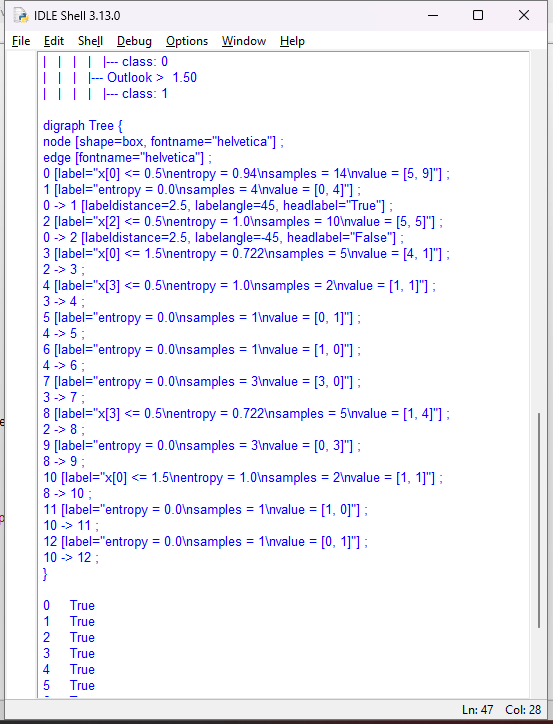 IDLE Shell 3.13.0
File Edit Shell Debug Options Window Help
| | | | |--- class: 0
| | | |--- Outlook > 1.50
| | | | |--- class: 1
digraph Tree {
node [shape=box, fontname="helvetica"] ;
edge [fontname="helvetica"] ;
0 [label="x[0] <= 0.5\nentropy = 0.94\nsamples = 14\nvalue = [5, 9]"] ;
1 [label="entropy = 0.0\nsamples = 4\nvalue = [0, 4]"] ;
0 -> 1 [labeldistance=2.5, labelangle=45, headlabel="True"] ;
2 [label="x[2] <= 0.5\nentropy = 1.0\nsamples = 10\nvalue = [5, 5]"] ;
0 -> 2 [labeldistance=2.5, labelangle=-45, headlabel="False"] ;
3 [label="x[0] <= 1.5\nentropy = 0.722\nsamples = 5\nvalue = [4, 1]"] ;
2 -> 3 ;
4 [label="x[3] <= 0.5\nentropy = 1.0\nsamples = 2\nvalue = [1, 1]"] ;
3 -> 4 ;
5 [label="entropy = 0.0\nsamples = 1\nvalue = [0, 1]"] ;
4 -> 5 ;
6 [label="entropy = 0.0\nsamples = 1\nvalue = [1, 0]"] ;
4 -> 6 ;
7 [label="entropy = 0.0\nsamples = 3\nvalue = [3, 0]"] ;
3 -> 7 ;
8 [label="x[3] <= 0.5\nentropy = 0.722\nsamples = 5\nvalue = [1, 4]"] ;
2 -> 8 ;
9 [label="entropy = 0.0\nsamples = 3\nvalue = [0, 3]"] ;
8 -> 9 ;
10 [label="x[0] <= 1.5\nentropy = 1.0\nsamples = 2\nvalue = [1, 1]"] ;
8 -> 10 ;
11 [label="entropy = 0.0\nsamples = 1\nvalue = [1, 0]"] ;
10 -> 11 ;
12 [label="entropy = 0.0\nsamples = 1\nvalue = [0, 1]"] ;
10 -> 12 ;
}
0 True
1 True
2 True
3 True
4 True
5 True
Ln: 47 Col: 28